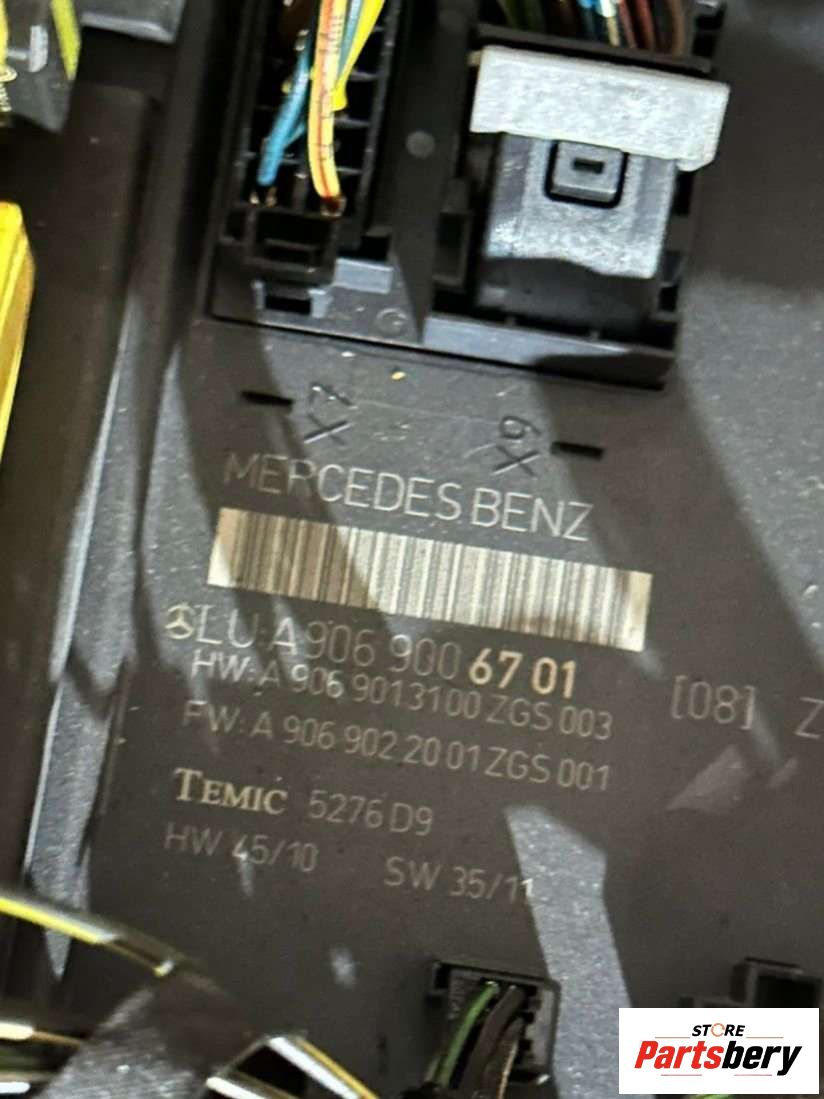 X7
X9
MERCEDES BENZ
LU: A 906 900 67 01
HW: A 906 901 31 00 ZGS 003 [08] Z
FW: A 906 902 20 01 ZGS 001
TEMIC 5276 D9
HW 45/10 SW 35/11
STORE
Partsbery